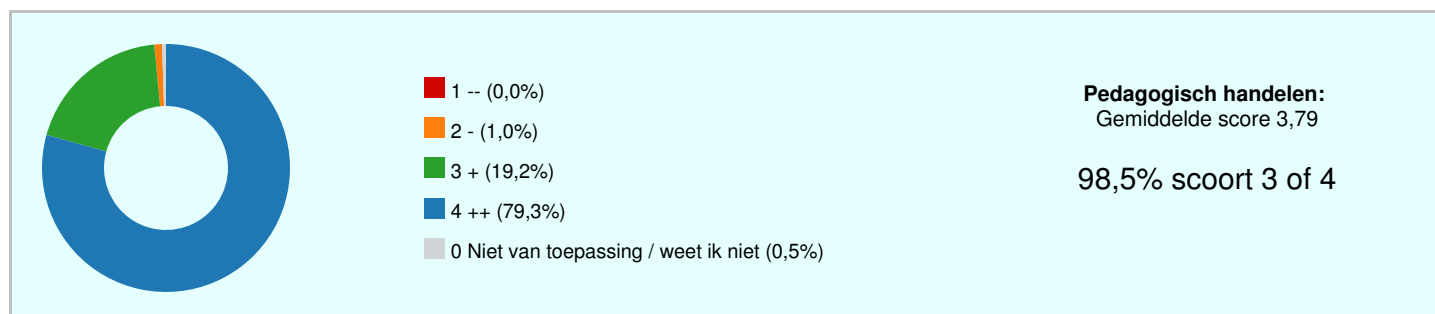 1 -- (0,0%)
2 - (1,0%)
3 + (19,2%)
4 ++ (79,3%)
0 Niet van toepassing / weet ik niet (0,5%)
Pedagogisch handelen:
Gemiddelde score 3,79
98,5% scoort 3 of 4